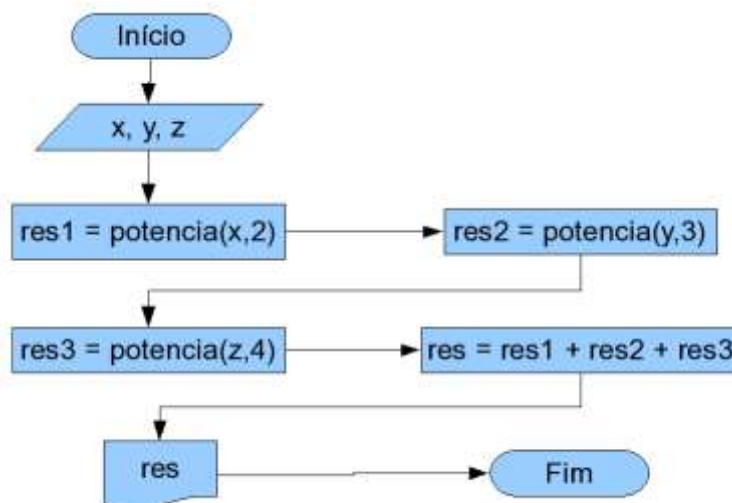 Início
x, y, z
res1 = potencia(x,2)
res2 = potencia(y,3)
res3 = potencia(z,4)
res = res1 + res2 + res3
res
Fim